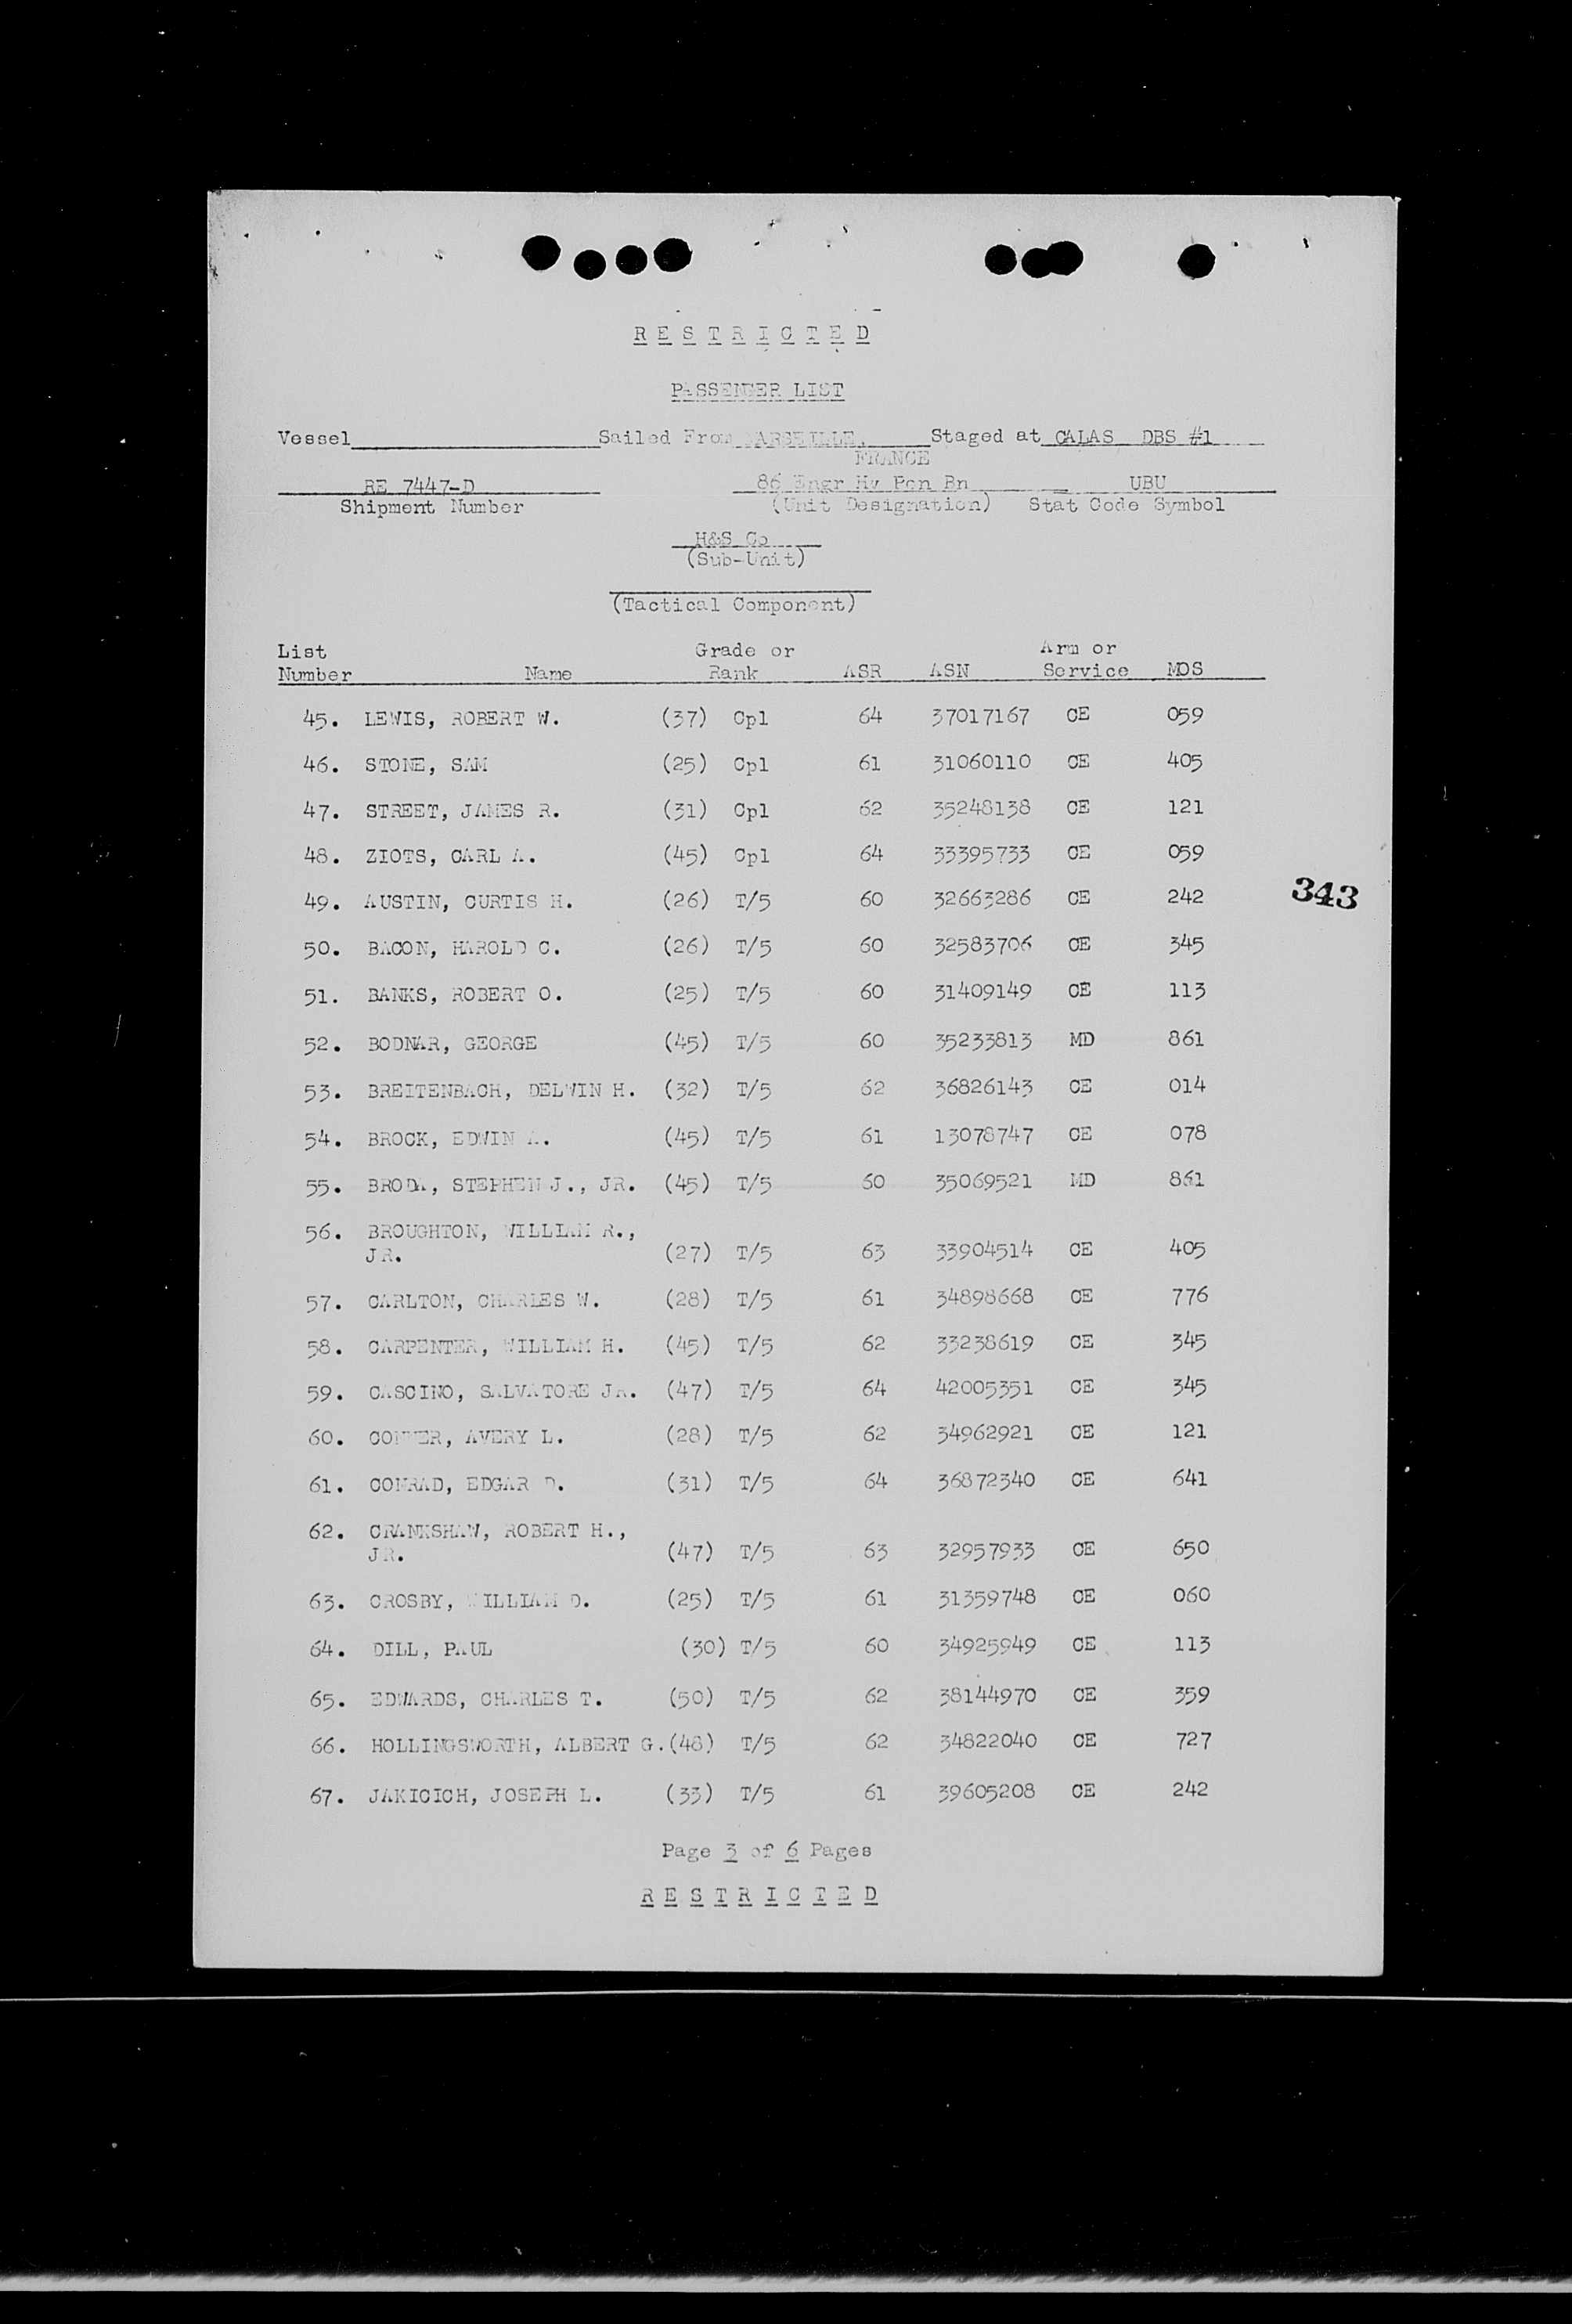 R E S T R I C T E D
PASSENGER LIST
Vessel Sailed From MARSEILLE, Staged at CALAS DBS #1
FRANCE
RE 7447-D 86 Engr Hv Pon Bn UBU
Shipment Number (Unit Designation) Stat Code Symbol
H&S Co
(Sub-Unit)
(Tactical Component)
List Grade or Arm or
Number Name Rank ASR ASN Service MOS
45. LEWIS, ROBERT W. (37) Cpl 64 37017167 CE 059
46. STONE, SAM (25) Cpl 61 31060110 CE 405
47. STREET, JAMES R. (31) Cpl 62 35248138 CE 121
48. ZIOTS, CARL A. (45) Cpl 64 33395733 CE 059
49. AUSTIN, CURTIS H. (26) T/5 60 32663286 CE 242
343
50. BACON, HAROLD C. (26) T/5 60 32583706 CE 345
51. BANKS, ROBERT O. (25) T/5 60 31409149 CE 113
52. BODNAR, GEORGE (45) T/5 60 35233813 MD 861
53. BREITENBACH, DELWIN H. (32) T/5 62 36826143 CE 014
54. BROCK, EDWIN A. (45) T/5 61 13078747 CE 078
55. BRODA, STEPHEN J., JR. (45) T/5 60 35069521 MD 861
56. BROUGHTON, WILLIAM R.,
JR. (27) T/5 63 33904514 CE 405
57. CARLTON, CHARLES W. (28) T/5 61 34898668 CE 776
58. CARPENTER, WILLIAM H. (45) T/5 62 33238619 CE 345
59. CASCINO, SALVATORE JR. (47) T/5 64 42005351 CE 345
60. AVERY L. (28) T/5 62 34962921 CE 121
61. CONRAD, EDGAR D. (31) T/5 64 36872340 CE 641
62. CRANKSHAW, ROBERT H.,
JR. (47) T/5 63 32957933 CE 650
63. CROSBY, WILLIAM D. (25) T/5 61 31359748 CE 060
64. DILL, PAUL (30) T/5 60 34925949 CE 113
65. EDWARDS, CHARLES T. (50) T/5 62 38144970 CE 359
66. HOLLINGSWORTH, ALBERT G. (48) T/5 62 34822040 CE 727
67. JAKICICH, JOSEPH L. (33) T/5 61 39605208 CE 242
Page 3 of 6 Pages
R E S T R I C T E D